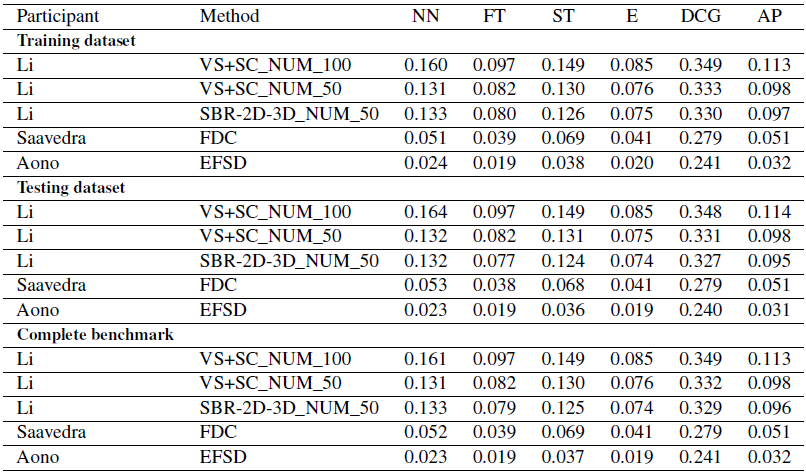 Participant Method NN FT ST E DCG AP
Training dataset
Li VS+SC_NUM_100 0.160 0.097 0.149 0.085 0.349 0.113
Li VS+SC_NUM_50 0.131 0.082 0.130 0.076 0.333 0.098
Li SBR-2D-3D_NUM_50 0.133 0.080 0.126 0.075 0.330 0.097
Saavedra FDC 0.051 0.039 0.069 0.041 0.279 0.051
Aono EFSD 0.024 0.019 0.038 0.020 0.241 0.032
Testing dataset
Li VS+SC_NUM_100 0.164 0.097 0.149 0.085 0.348 0.114
Li VS+SC_NUM_50 0.132 0.082 0.131 0.075 0.331 0.098
Li SBR-2D-3D_NUM_50 0.132 0.077 0.124 0.074 0.327 0.095
Saavedra FDC 0.053 0.038 0.068 0.041 0.279 0.051
Aono EFSD 0.023 0.019 0.036 0.019 0.240 0.031
Complete benchmark
Li VS+SC_NUM_100 0.161 0.097 0.149 0.085 0.349 0.113
Li VS+SC_NUM_50 0.131 0.082 0.130 0.076 0.332 0.098
Li SBR-2D-3D_NUM_50 0.133 0.079 0.125 0.074 0.329 0.096
Saavedra FDC 0.052 0.039 0.069 0.041 0.279 0.051
Aono EFSD 0.023 0.019 0.037 0.019 0.241 0.032